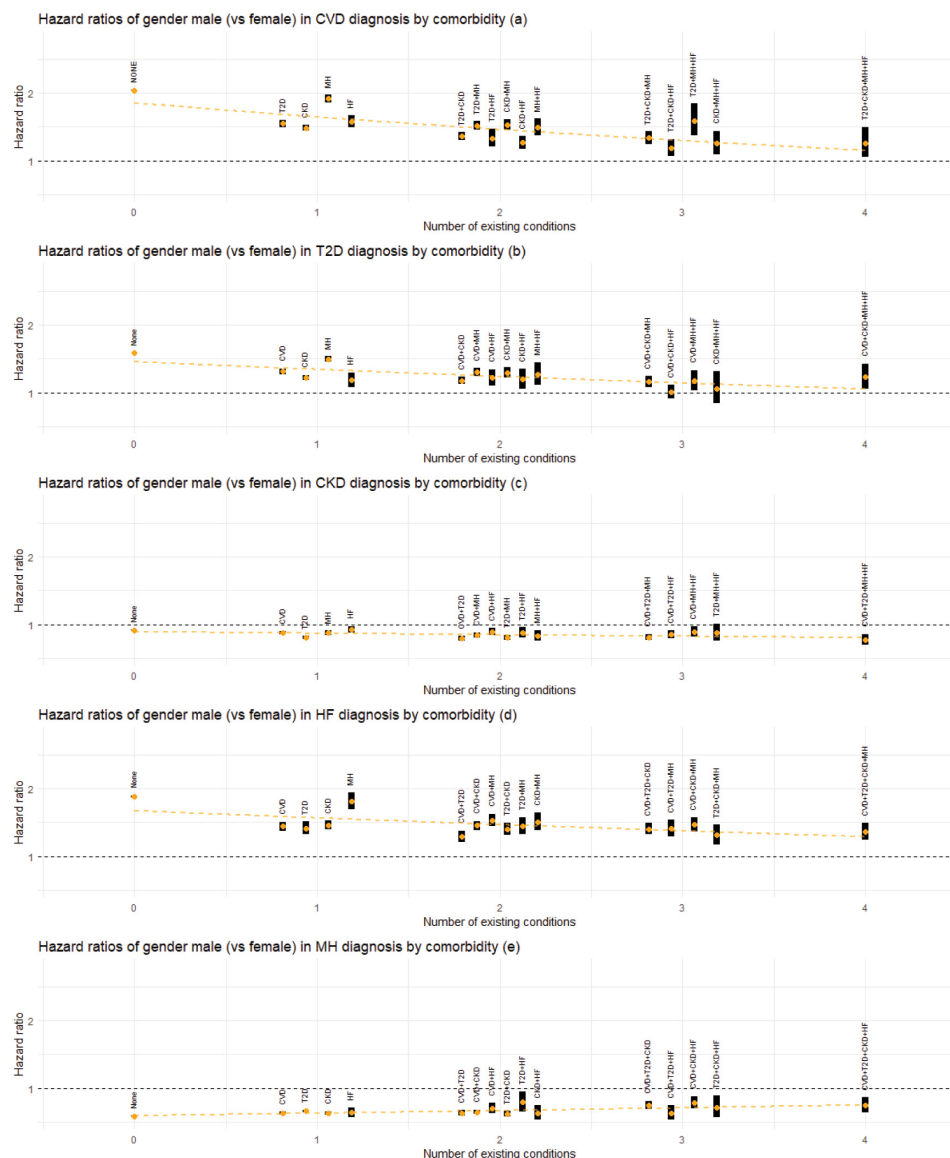 Hazard ratios of gender male (vs female) in CVD diagnosis by comorbidity (a)
Hazard ratio
2
1
NONE
T2D
CKD
MH
HF
T2D+CKD
T2D+MH
T2D+HF
CKD+MH
CKD+HF
MH+HF
T2D+CKD+MH
T2D+CKD+HF
T2D+MH+HF
CKD+MH+HF
T2D+CKD+MH+HF
0 1 2 3 4
Number of existing conditions
Hazard ratios of gender male (vs female) in T2D diagnosis by comorbidity (b)
Hazard ratio
2
1
None
CVD
CKD
MH
HF
CVD+CKD
CVD+MH
CVD+HF
CKD+MH
CKD+HF
MH+HF
CVD+CKD+MH
CVD+CKD+HF
CVD+MH+HF
CKD+MH+HF
CVD+CKD+MH+HF
0 1 2 3 4
Number of existing conditions
Hazard ratios of gender male (vs female) in CKD diagnosis by comorbidity (c)
Hazard ratio
2
1
None
CVD
T2D
MH
HF
CVD+T2D
CVD+MH
CVD+HF
T2D+MH
T2D+HF
MH+HF
CVD+T2D+MH
CVD+T2D+HF
CVD+MH+HF
T2D+MH+HF
CVD+T2D+MH+HF
0 1 2 3 4
Number of existing conditions
Hazard ratios of gender male (vs female) in HF diagnosis by comorbidity (d)
Hazard ratio
2
1
None
CVD
T2D
CKD
MH
CVD+T2D
CVD+CKD
CVD+MH
T2D+CKD
T2D+MH
CKD+MH
CVD+T2D+CKD
CVD+T2D+MH
CVD+CKD+MH
T2D+CKD+MH
CVD+T2D+CKD+MH
0 1 2 3 4
Number of existing conditions
Hazard ratios of gender male (vs female) in MH diagnosis by comorbidity (e)
Hazard ratio
2
1
None
CVD
T2D
CKD
HF
CVD+T2D
CVD+CKD
CVD+HF
T2D+CKD
T2D+HF
CKD+HF
CVD+T2D+CKD
CVD+T2D+HF
CVD+CKD+HF
T2D+CKD+HF
CVD+T2D+CKD+HF
0 1 2 3 4
Number of existing conditions